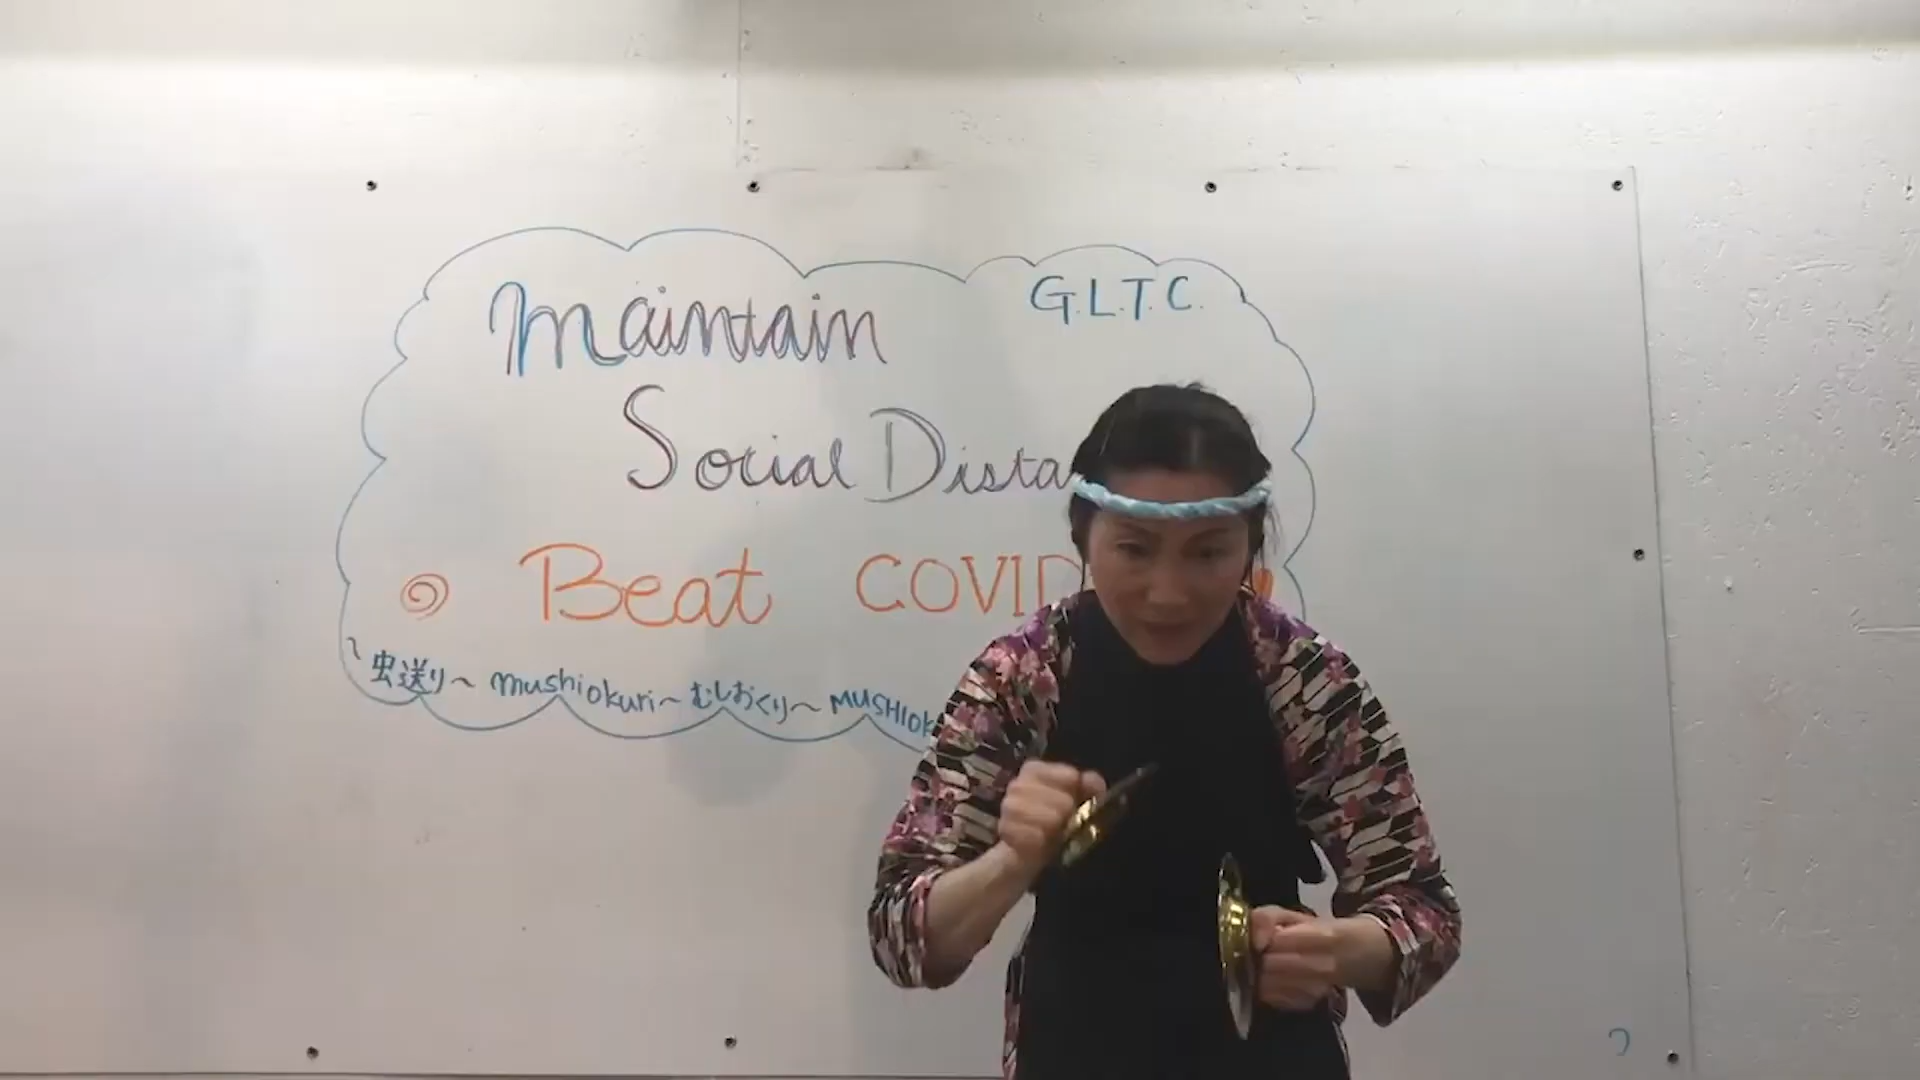 Maintain
G.L.T.C.
Social Dista
Beat COVID
~虫送り~ mushiokuri~むしおくり~ MUSHIOK